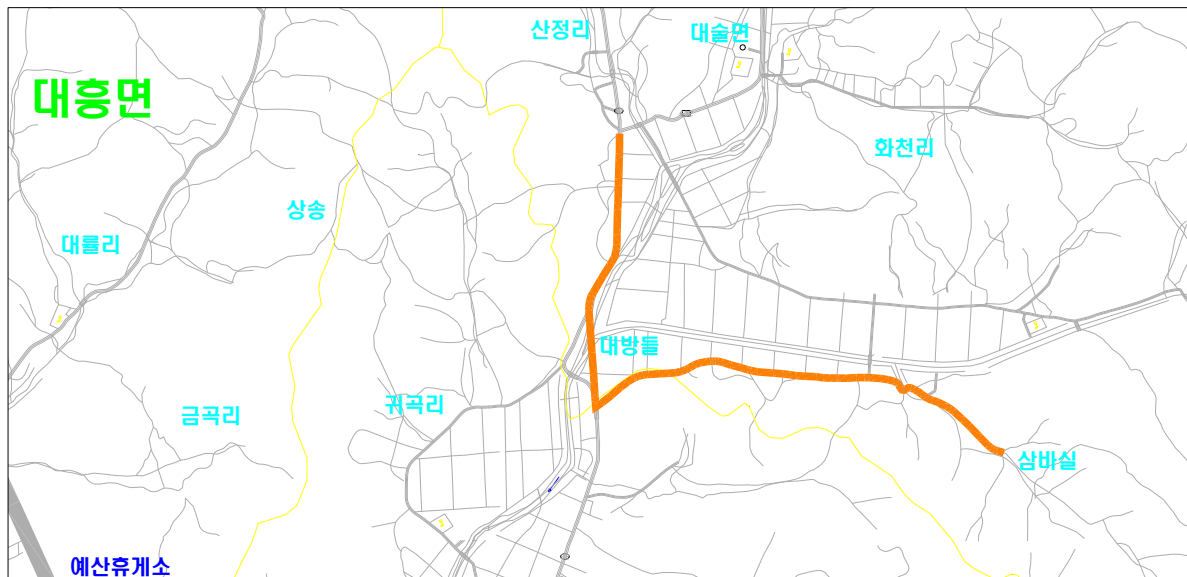 산정리
대술면
대흥면
화천리
상송
대률리
대방들
귀곡리
금곡리
삼바실
예산휴게소